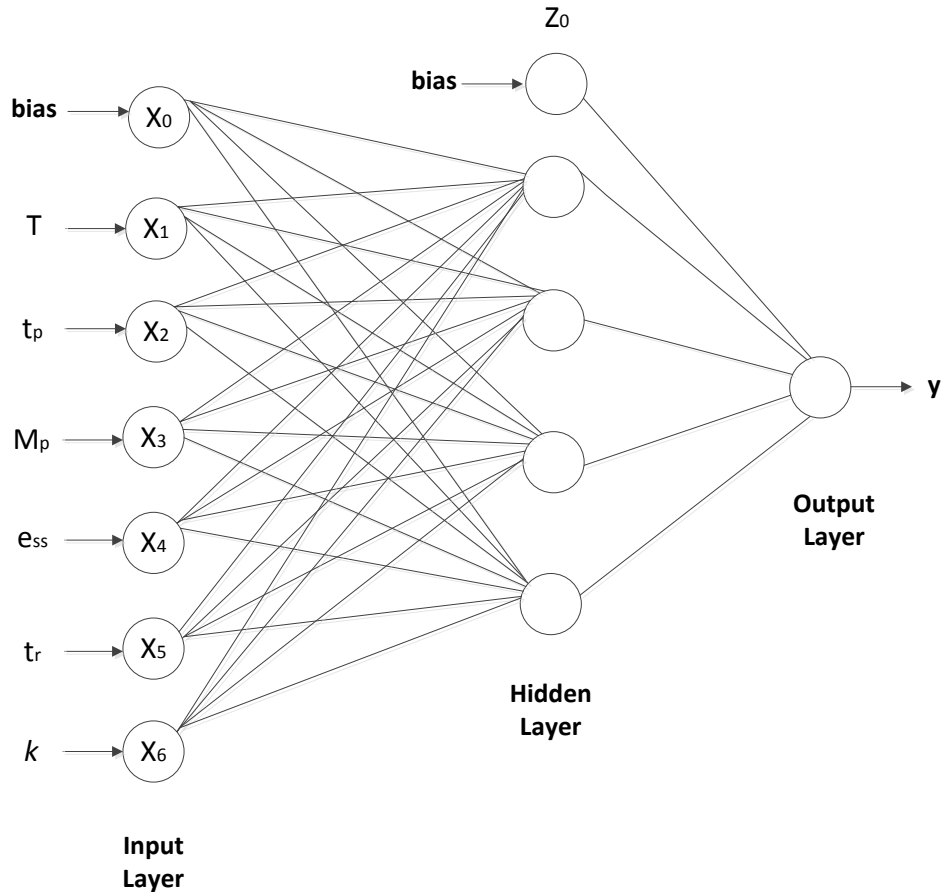 Z₀
bias
bias
X₀
T
X₁
tₚ
X₂
Mₚ
X₃
y
eₛₛ
X₄
Output
Layer
tᵣ
X₅
Hidden
Layer
k
X₆
Input
Layer